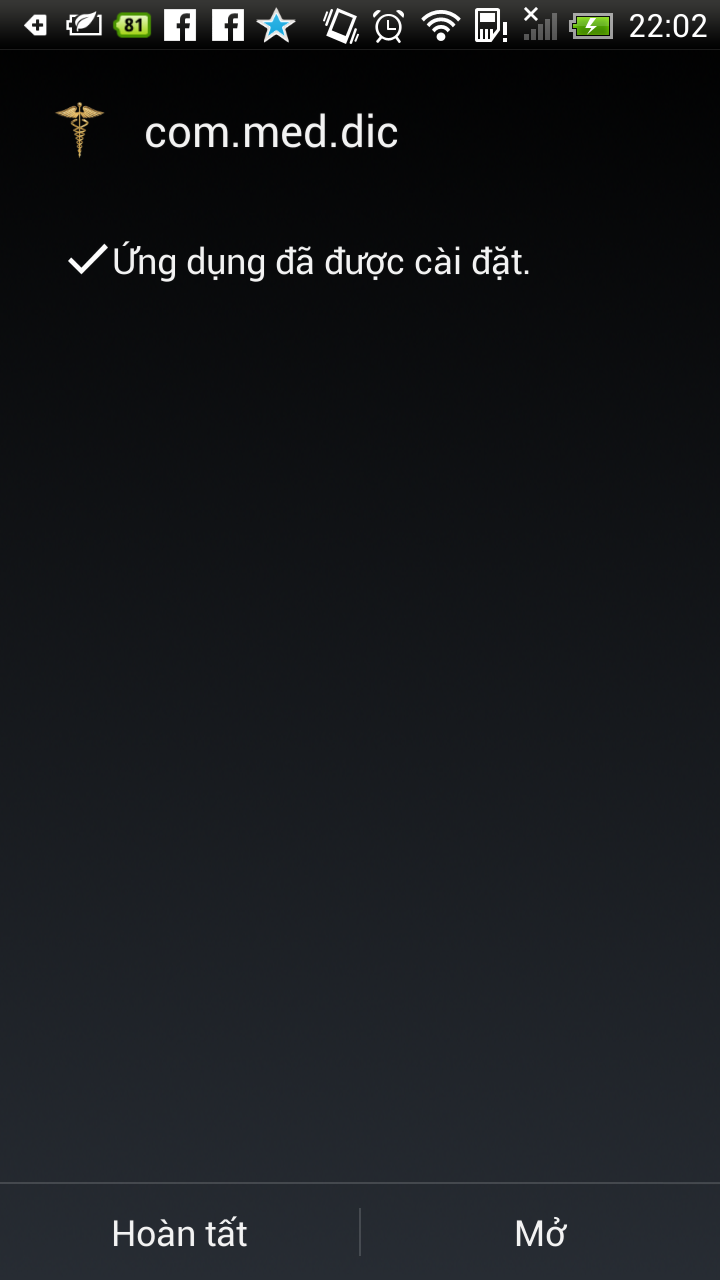 81
22:02
com.med.dic
Ứng dụng đã được cài đặt.
Hoàn tất
Mở